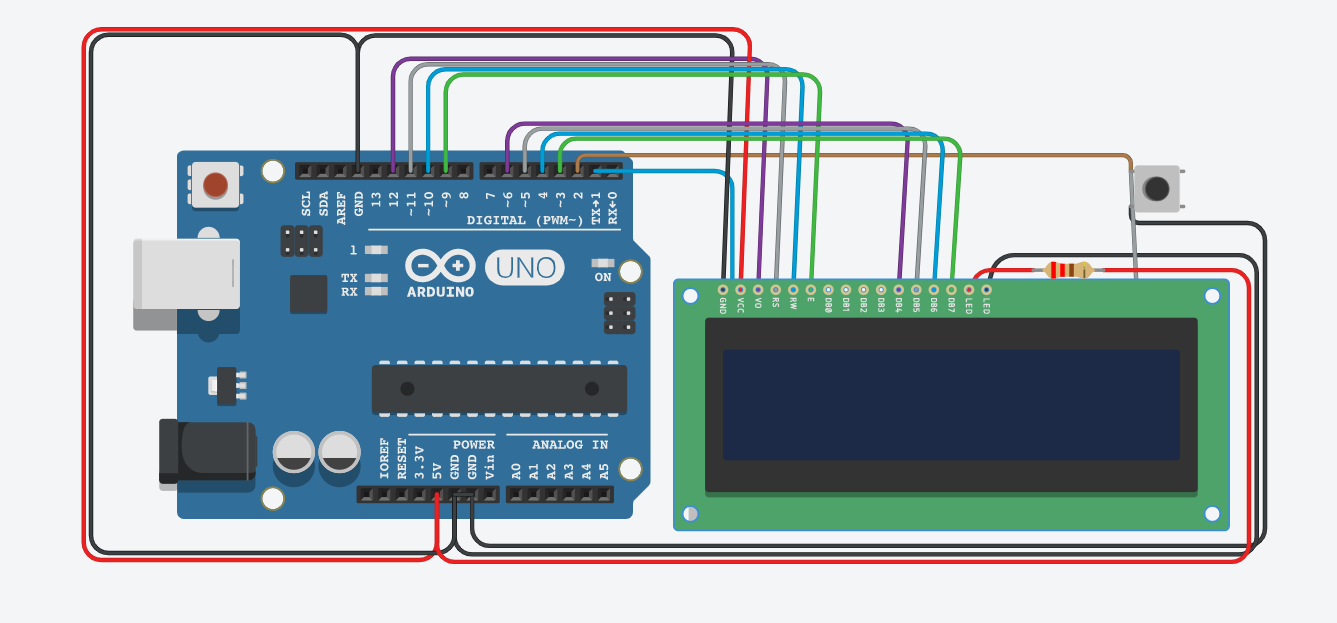 SCL
SDA
AREF
GND
13
12
~11
~10
~9
8
7
~6
~5
4
~3
2
TX→1
RX←0
DIGITAL (PWM~)
1
TX
RX
UNO
ARDUINO
ON
IOREF
RESET
3.3V
5V
GND
GND
Vin
POWER
ANALOG IN
A0
A1
A2
A3
A4
A5
GND
VCC
VO
RS
RW
E
DB0
DB1
DB2
DB3
DB4
DB5
DB6
DB7
LED
LED